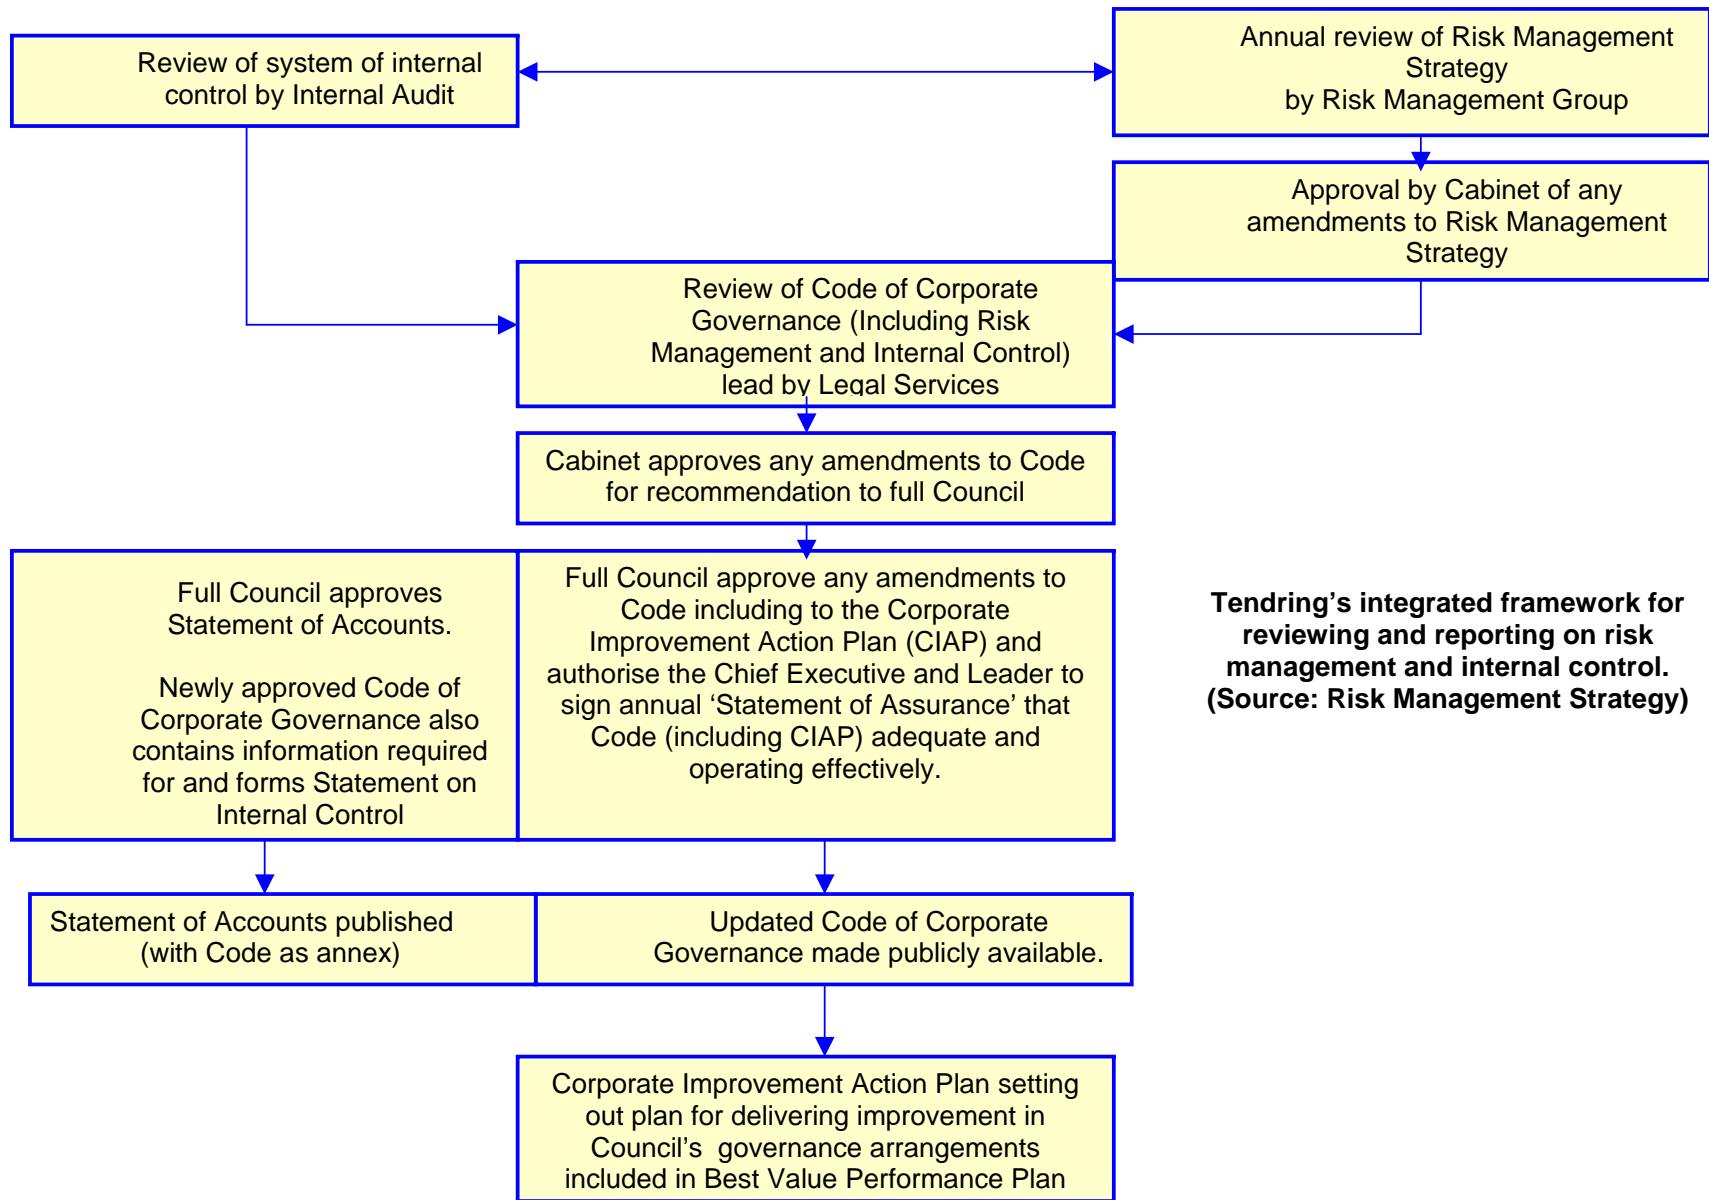 Review of system of internal
control by Internal Audit
Annual review of Risk Management
Strategy
by Risk Management Group
Approval by Cabinet of any
amendments to Risk Management
Strategy
Review of Code of Corporate
Governance (Including Risk
Management and Internal Control)
lead by Legal Services
Cabinet approves any amendments to Code
for recommendation to full Council
Full Council approves
Statement of Accounts.
Newly approved Code of
Corporate Governance also
contains information required
for and forms Statement on
Internal Control
Full Council approve any amendments to
Code including to the Corporate
Improvement Action Plan (CIAP) and
authorise the Chief Executive and Leader to
sign annual ‘Statement of Assurance’ that
Code (including CIAP) adequate and
operating effectively.
Tendring’s integrated framework for
reviewing and reporting on risk
management and internal control.
(Source: Risk Management Strategy)
Statement of Accounts published
(with Code as annex)
Updated Code of Corporate
Governance made publicly available.
Corporate Improvement Action Plan setting
out plan for delivering improvement in
Council’s governance arrangements
included in Best Value Performance Plan